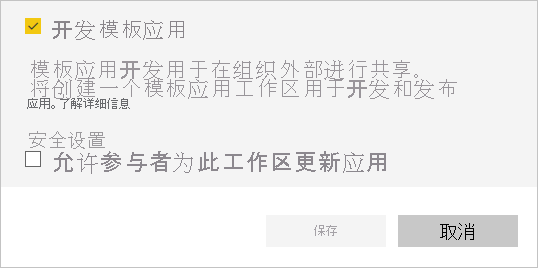 开发模板应用
模板应用开发用于在组织外部进行共享。
将创建一个模板应用工作区用于开发和发布
应用。了解详细信息
安全设置
允许参与者为此工作区更新应用
保存
取消